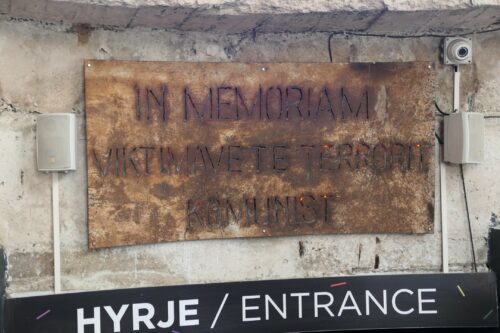 IN MEMORIAM
VIKTIMAVE TË TERRORIT
KOMUNIST
HYRJE / ENTRANCE